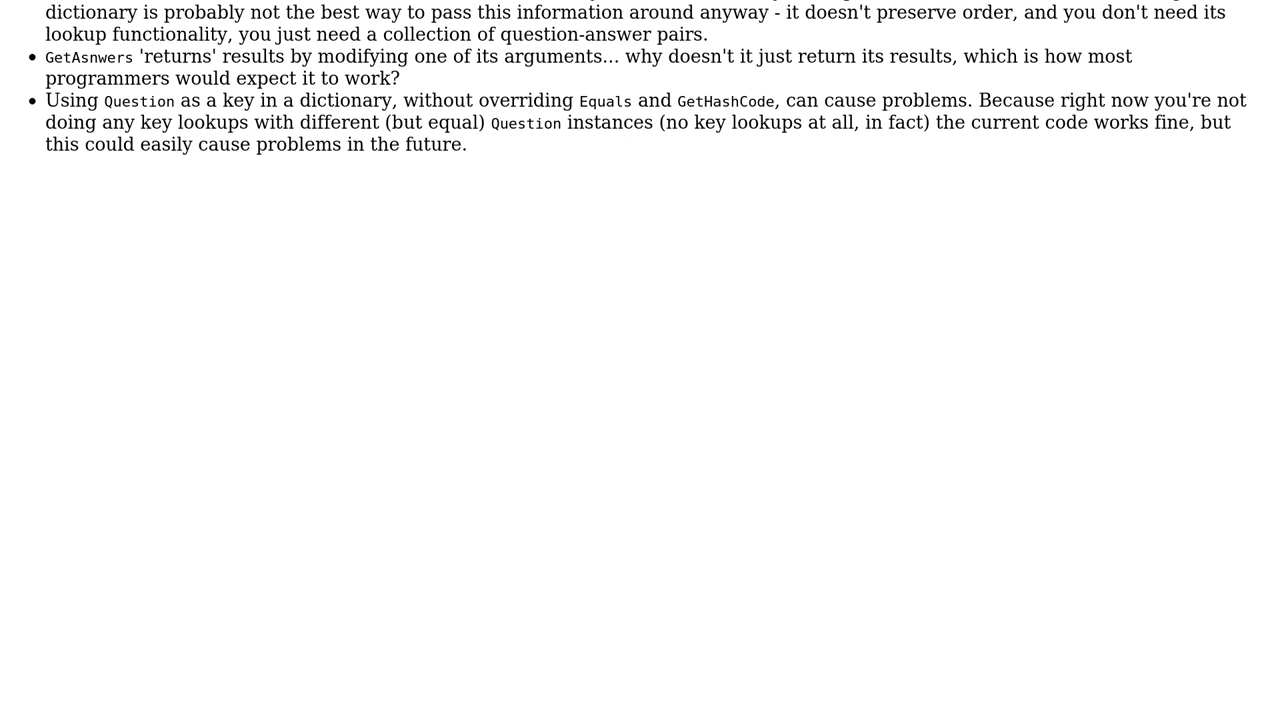 dictionary is probably not the best way to pass this information around anyway - it doesn't preserve order, and you don't need its
lookup functionality, you just need a collection of question-answer pairs.
• GetAsnwers 'returns' results by modifying one of its arguments... why doesn't it just return its results, which is how most
programmers would expect it to work?
• Using Question as a key in a dictionary, without overriding Equals and GetHashCode, can cause problems. Because right now you're not
doing any key lookups with different (but equal) Question instances (no key lookups at all, in fact) the current code works fine, but
this could easily cause problems in the future.